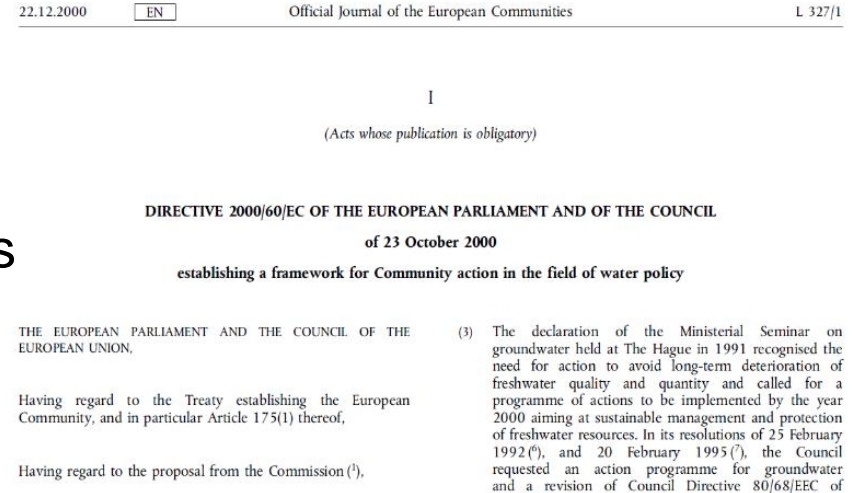 22.12.2000 EN Official Journal of the European Communities L 327/1
I
(Acts whose publication is obligatory)
DIRECTIVE 2000/60/EC OF THE EUROPEAN PARLIAMENT AND OF THE COUNCIL
of 23 October 2000
s
establishing a framework for Community action in the field of water policy
THE EUROPEAN PARLIAMENT AND THE COUNCIL OF THE
EUROPEAN UNION,
Having regard to the Treaty establishing the European
Community, and in particular Article 175(1) thereof,
Having regard to the proposal from the Commission (¹),
(3) The declaration of the Ministerial Seminar on
groundwater held at The Hague in 1991 recognised the
need for action to avoid long-term deterioration of
freshwater quality and quantity and called for a
programme of actions to be implemented by the year
2000 aiming at sustainable management and protection
of freshwater resources. In its resolutions of 25 February
1992 (⁶), and 20 February 1995 (⁷), the Council
requested an action programme for groundwater
and a revision of Council Directive 80/68/EEC of